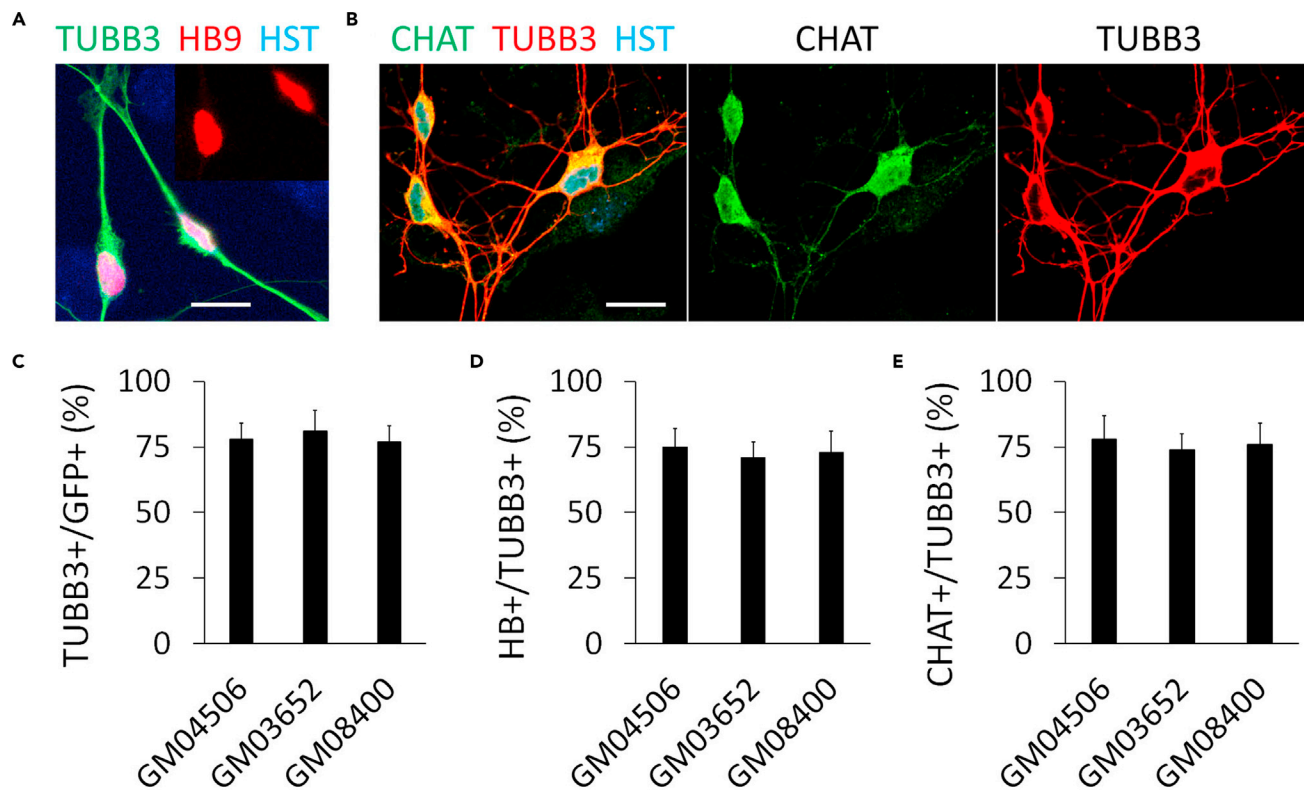 A
TUBB3 HB9 HST
B
CHAT TUBB3 HST
CHAT
TUBB3
C
TUBB3+/GFP+ (%)
100
75
50
25
0
GM04506
GM03652
GM08400
D
HB+/TUBB3+ (%)
100
75
50
25
0
GM04506
GM03652
GM08400
E
CHAT+/TUBB3+ (%)
100
75
50
25
0
GM04506
GM03652
GM08400